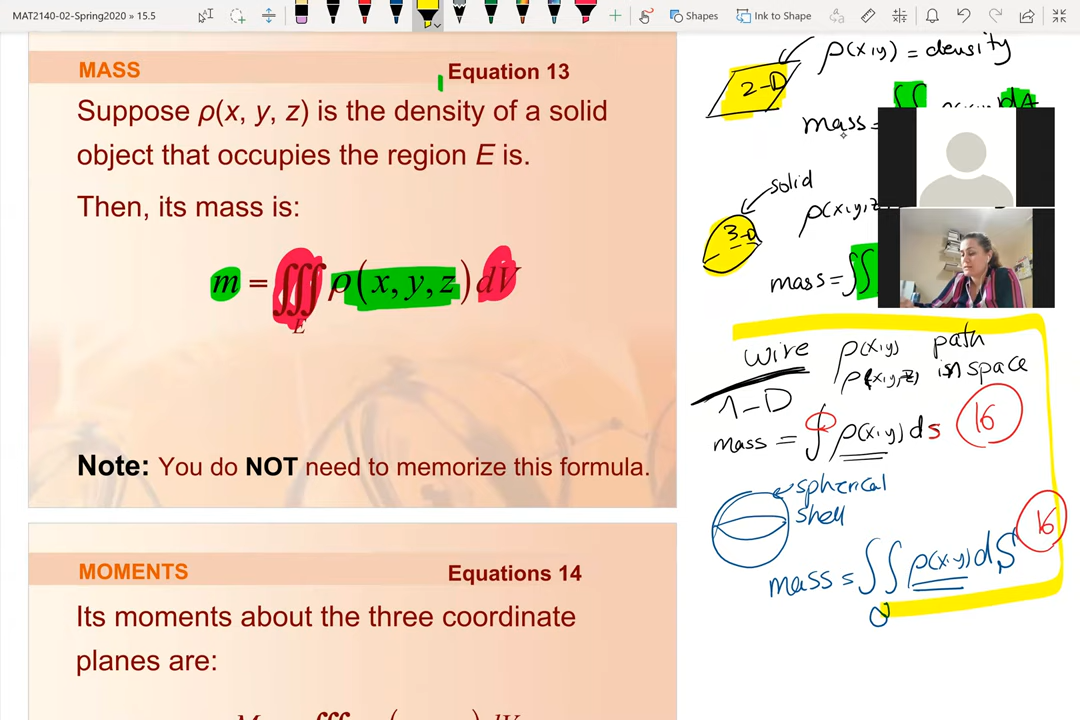 MAT2140-02-Spring2020 » 15.5
Shapes
Ink to Shape
MASS
Equation 13
Suppose ρ(x, y, z) is the density of a solid
object that occupies the region E is.
Then, its mass is:
m = ∭ ρ(x, y, z) dV
E
Note: You do NOT need to memorize this formula.
MOMENTS
Equations 14
Its moments about the three coordinate
planes are:
2-D
ρ(x,y) = density
mass = ∬ dA
solid
3-D
ρ(x,y,z
mass = ∬
wire ρ(x,y) path
ρ(x,y,z) in space
1-D
mass = ∮ ρ(x,y) ds 16
spherical
shell
mass = ∬ ρ(x,y) dS 16